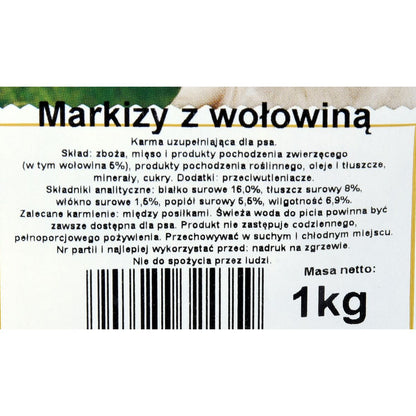 Markizy z wołowiną
Karma uzupełniająca dla psa.
Skład: zboża, mięso i produkty pochodzenia zwierzęcego
(w tym wołowina 5%), produkty pochodzenia roślinnego, oleje i tłuszcze,
minerały, cukry. Dodatki: przeciwutleniacze.
Składniki analityczne: białko surowe 16,0%, tłuszcz surowy 8%,
włókno surowe 1,5%, popiół surowy 5,5%, wilgotność 6,9%.
Zalecane karmienie: między posiłkami. Świeża woda do picia powinna być
zawsze dostępna dla psa. Produkt nie zastępuje codziennego,
pełnoporcjowego pożywienia. Przechowywać w suchym i chłodnym miejscu.
Nr partii i najlepiej wykorzystać przed: nadruk na zgrzewie.
Nie do spożycia przez ludzi.
Masa netto:
1kg